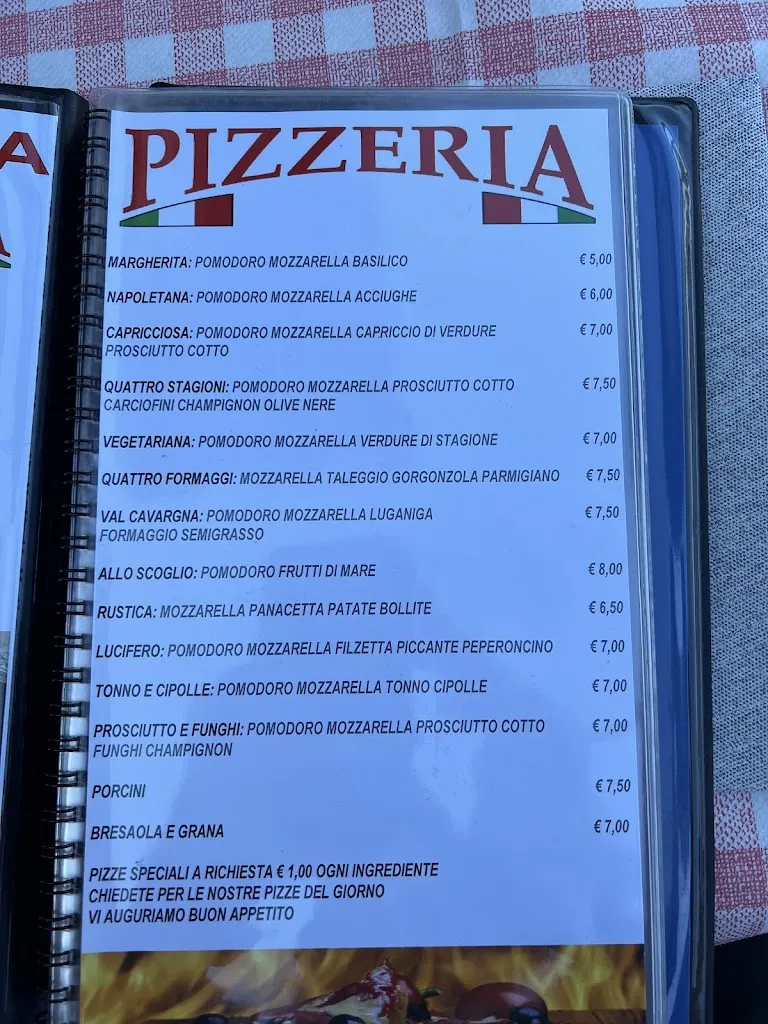 A
A
PIZZERIA
MARGHERITA: POMODORO MOZZARELLA BASILICO € 5,00
NAPOLETANA: POMODORO MOZZARELLA ACCIUGHE € 6,00
CAPRICCIOSA: POMODORO MOZZARELLA CAPRICCIO DI VERDURE € 7,00
PROSCIUTTO COTTO
QUATTRO STAGIONI: POMODORO MOZZARELLA PROSCIUTTO COTTO € 7,50
CARCIOFINI CHAMPIGNON OLIVE NERE
VEGETARIANA: POMODORO MOZZARELLA VERDURE DI STAGIONE € 7,00
QUATTRO FORMAGGI: MOZZARELLA TALEGGIO GORGONZOLA PARMIGIANO € 7,50
VAL CAVARGNA: POMODORO MOZZARELLA LUGANIGA € 7,50
FORMAGGIO SEMIGRASSO
ALLO SCOGLIO: POMODORO FRUTTI DI MARE € 8,00
RUSTICA: MOZZARELLA PANACETTA PATATE BOLLITE € 6,50
LUCIFERO: POMODORO MOZZARELLA FILZETTA PICCANTE PEPERONCINO € 7,00
TONNO E CIPOLLE: POMODORO MOZZARELLA TONNO CIPOLLE € 7,00
PROSCIUTTO E FUNGHI: POMODORO MOZZARELLA PROSCIUTTO COTTO € 7,00
FUNGHI CHAMPIGNON
PORCINI € 7,50
BRESAOLA E GRANA € 7,00
PIZZE SPECIALI A RICHIESTA € 1,00 OGNI INGREDIENTE
CHIEDETE PER LE NOSTRE PIZZE DEL GIORNO
VI AUGURIAMO BUON APPETITO